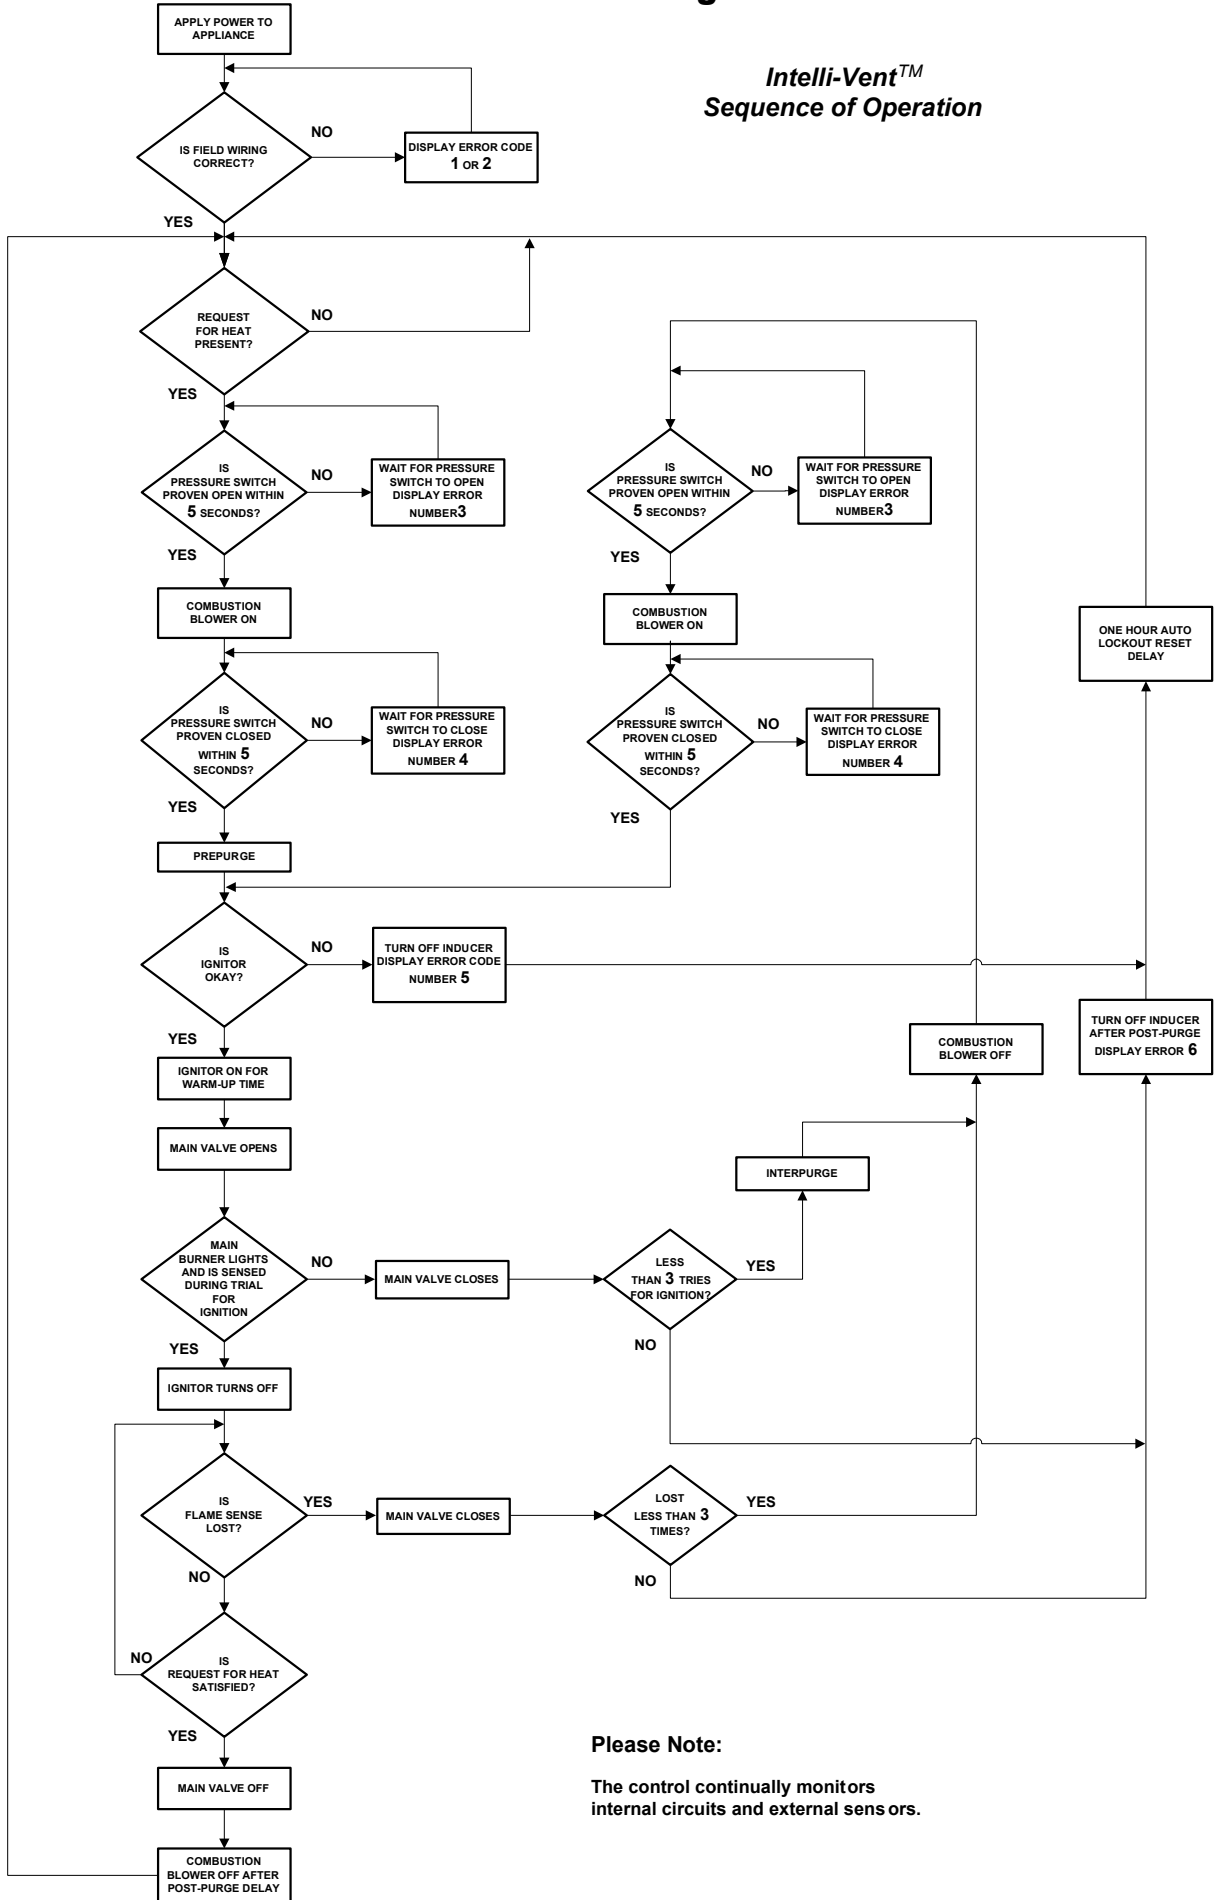 APPLY POWER TO
APPLIANCE
Intelli-Vent™
Sequence of Operation
IS FIELD WIRING
CORRECT?
NO
DISPLAY ERROR CODE
1 OR 2
YES
REQUEST
FOR HEAT
PRESENT?
NO
YES
IS
PRESSURE SWITCH
PROVEN OPEN WITHIN
5 SECONDS?
NO
WAIT FOR PRESSURE
SWITCH TO OPEN
DISPLAY ERROR
NUMBER3
YES
IS
PRESSURE SWITCH
PROVEN OPEN WITHIN
5 SECONDS?
NO
WAIT FOR PRESSURE
SWITCH TO OPEN
DISPLAY ERROR
NUMBER3
YES
COMBUSTION
BLOWER ON
COMBUSTION
BLOWER ON
ONE HOUR AUTO
LOCKOUT RESET
DELAY
IS
PRESSURE SWITCH
PROVEN CLOSED
WITHIN 5
SECONDS?
NO
WAIT FOR PRESSURE
SWITCH TO CLOSE
DISPLAY ERROR
NUMBER 4
YES
IS
PRESSURE SWITCH
PROVEN CLOSED
WITHIN 5
SECONDS?
NO
WAIT FOR PRESSURE
SWITCH TO CLOSE
DISPLAY ERROR
NUMBER 4
YES
PREPURGE
IS
IGNITOR
OKAY?
NO
TURN OFF INDUCER
DISPLAY ERROR CODE
NUMBER 5
YES
COMBUSTION
BLOWER OFF
TURN OFF INDUCER
AFTER POST-PURGE
DISPLAY ERROR 6
IGNITOR ON FOR
WARM-UP TIME
MAIN VALVE OPENS
INTERPURGE
MAIN
BURNER LIGHTS
AND IS SENSED
DURING TRIAL
FOR
IGNITION
NO
MAIN VALVE CLOSES
LESS
THAN 3 TRIES
FOR IGNITION?
YES
NO
YES
IGNITOR TURNS OFF
IS
FLAME SENSE
LOST?
YES
MAIN VALVE CLOSES
LOST
LESS THAN 3
TIMES?
YES
NO
NO
IS
REQUEST FOR HEAT
SATISFIED?
NO
YES
MAIN VALVE OFF
COMBUSTION
BLOWER OFF AFTER
POST-PURGE DELAY
Please Note:
The control continually monitors
internal circuits and external sensors.